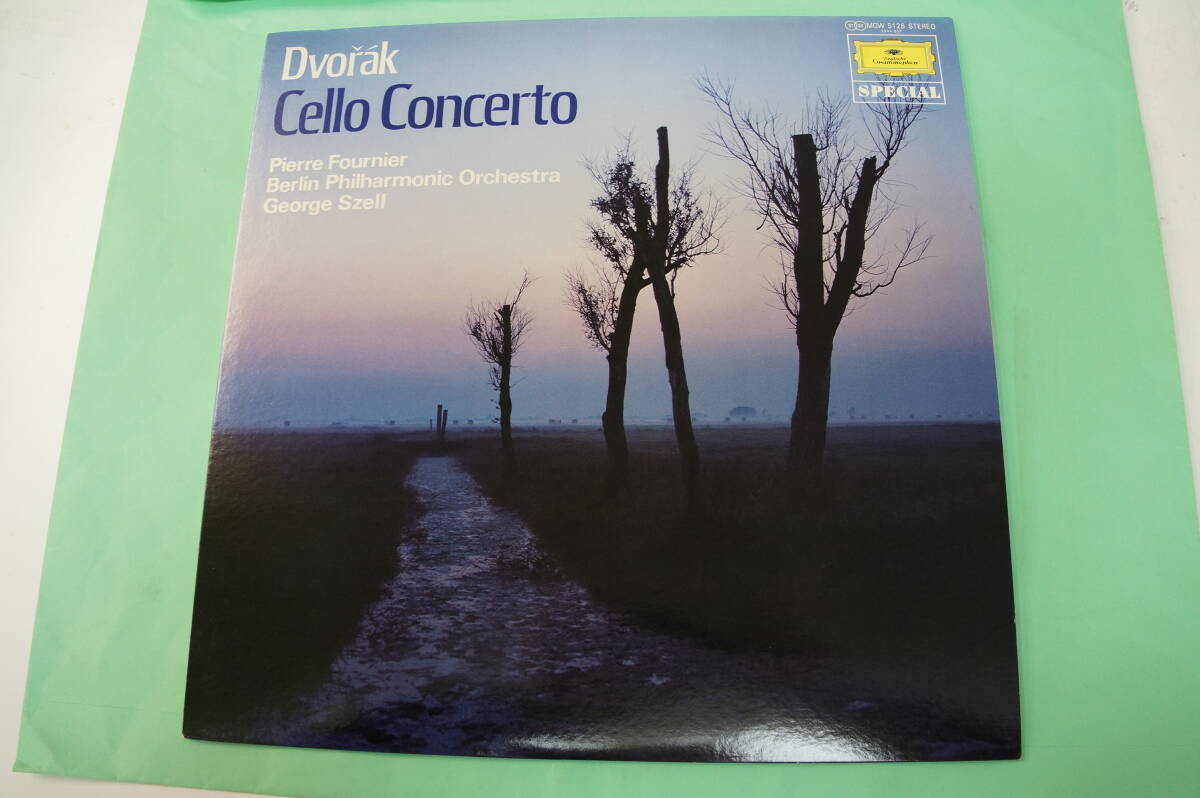 Dvořák
Cello Concerto
Pierre Fournier
Berlin Philharmonic Orchestra
George Szell
MGW 5125 STEREO
Deutsche
Grammophon
SPECIAL